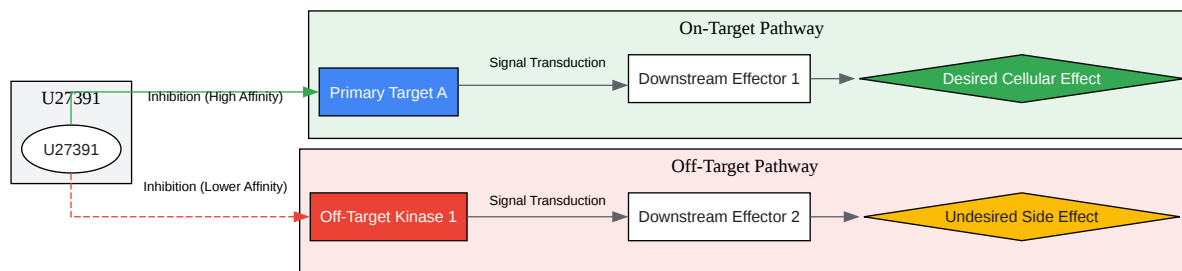 On-Target Pathway
Signal Transduction
Primary Target A
Downstream Effector 1
Desired Cellular Effect
U27391
Inhibition (High Affinity)
U27391
Off-Target Pathway
Inhibition (Lower Affinity)
Signal Transduction
Off-Target Kinase 1
Downstream Effector 2
Undesired Side Effect